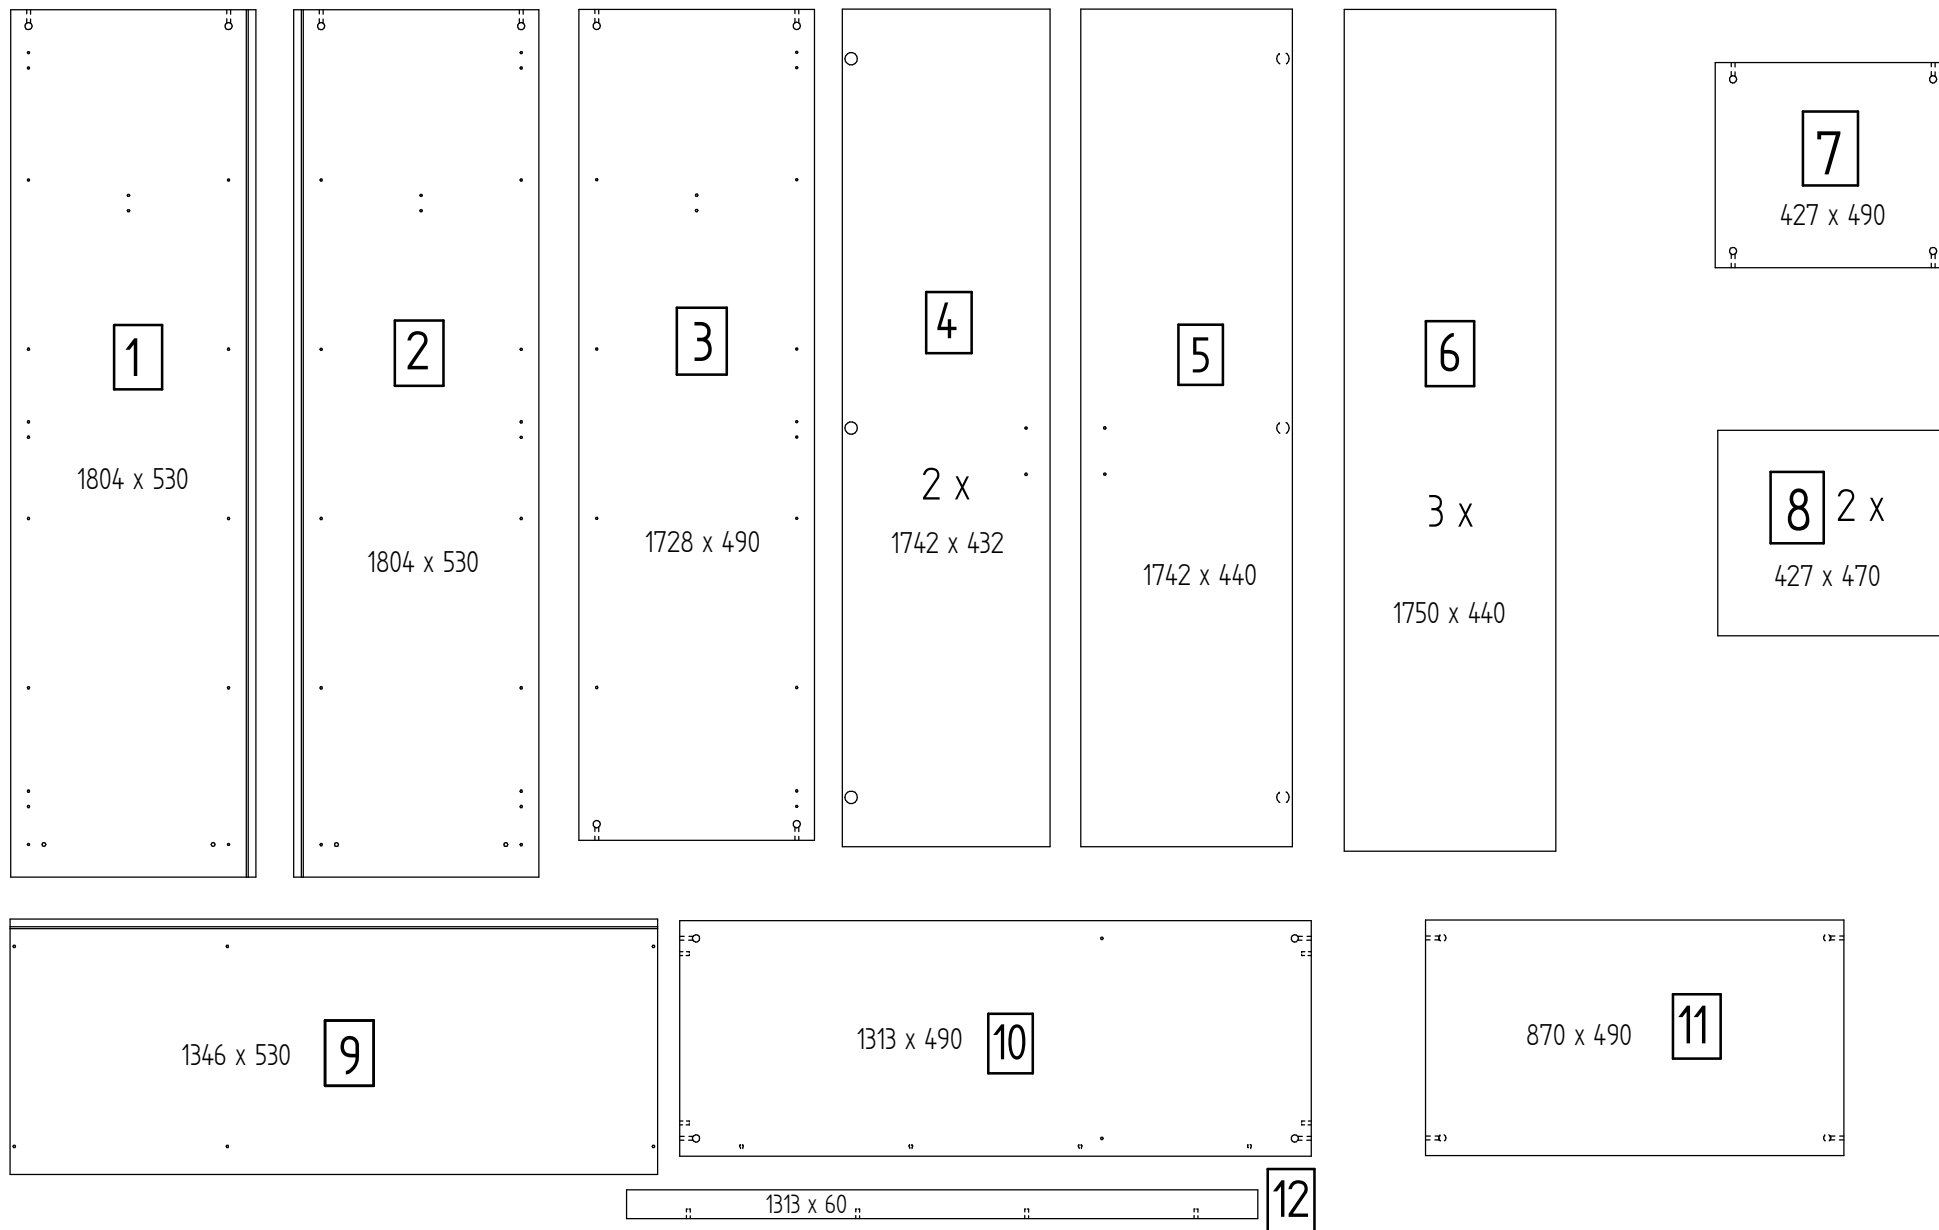 1
1804 x 530
2
1804 x 530
3
1728 x 490
4
2 x
1742 x 432
5
1742 x 440
6
3 x
1750 x 440
7
427 x 490
8 2 x
427 x 470
1346 x 530 9
1313 x 490 10
870 x 490 11
1313 x 60 12